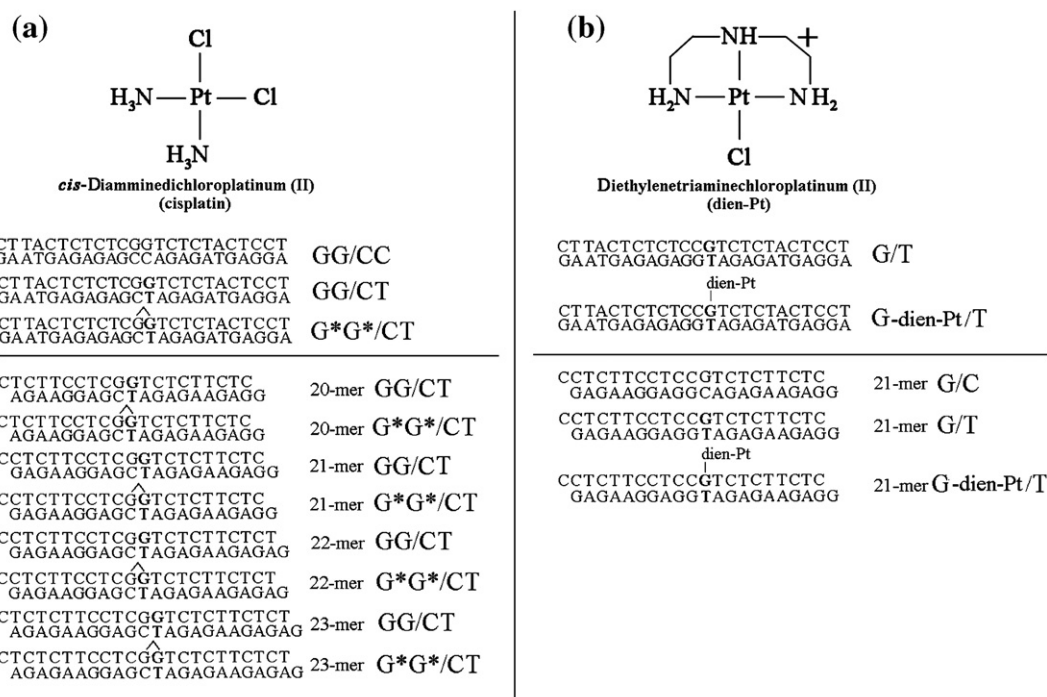 (a)
Cl
H₃N Pt Cl
H₃N
cis-Diamminedichloroplatinum (II)
(cisplatin)
CTTACTCTCTCGGTCTCTACTCCT
GAATGAGAGAGCCAGAGATGAGGA
GG/CC
CTTACTCTCTCGGTCTCTACTCCT
GAATGAGAGAGCTAGAGATGAGGA
GG/CT
CTTACTCTCTCGGTCTCTACTCCT
GAATGAGAGAGCTAGAGATGAGGA
G*G*/CT
CTCTTCCTCGGTCTCTTCTC
AGAAGGAGCTAGAGAAGAGG
20-mer GG/CT
CTCTTCCTCGGTCTCTTCTC
AGAAGGAGCTAGAGAAGAGG
20-mer G*G*/CT
CCTCTTCCTCGGTCTCTTCTC
GAGAAGGAGCTAGAGAAGAGG
21-mer GG/CT
CCTCTTCCTCGGTCTCTTCTC
GAGAAGGAGCTAGAGAAGAGG
21-mer G*G*/CT
CCTCTTCCTCGGTCTCTTCTCT
GAGAAGGAGCTAGAGAAGAGAG
22-mer GG/CT
CCTCTTCCTCGGTCTCTTCTCT
GAGAAGGAGCTAGAGAAGAGAG
22-mer G*G*/CT
CTCTCTTCCTCGGTCTCTTCTCT
AGAGAAGGAGCTAGAGAAGAGAG
23-mer GG/CT
CTCTCTTCCTCGGTCTCTTCTCT
AGAGAAGGAGCTAGAGAAGAGAG
23-mer G*G*/CT
(b)
NH +
H₂N Pt NH₂
Cl
Diethylenetriaminechloroplatinum (II)
(dien-Pt)
CTTACTCTCTCCGTCTCTACTCCT
GAATGAGAGAGGTAGAGATGAGGA
G/T
dien-Pt
CTTACTCTCTCCGTCTCTACTCCT
GAATGAGAGAGGTAGAGATGAGGA
G-dien-Pt/T
CCTCTTCCTCCGTCTCTTCTC
GAGAAGGAGGCAGAGAAGAGG
21-mer G/C
CCTCTTCCTCCGTCTCTTCTC
GAGAAGGAGGTAGAGAAGAGG
21-mer G/T
dien-Pt
CCTCTTCCTCCGTCTCTTCTC
GAGAAGGAGGTAGAGAAGAGG
21-mer G-dien-Pt/T